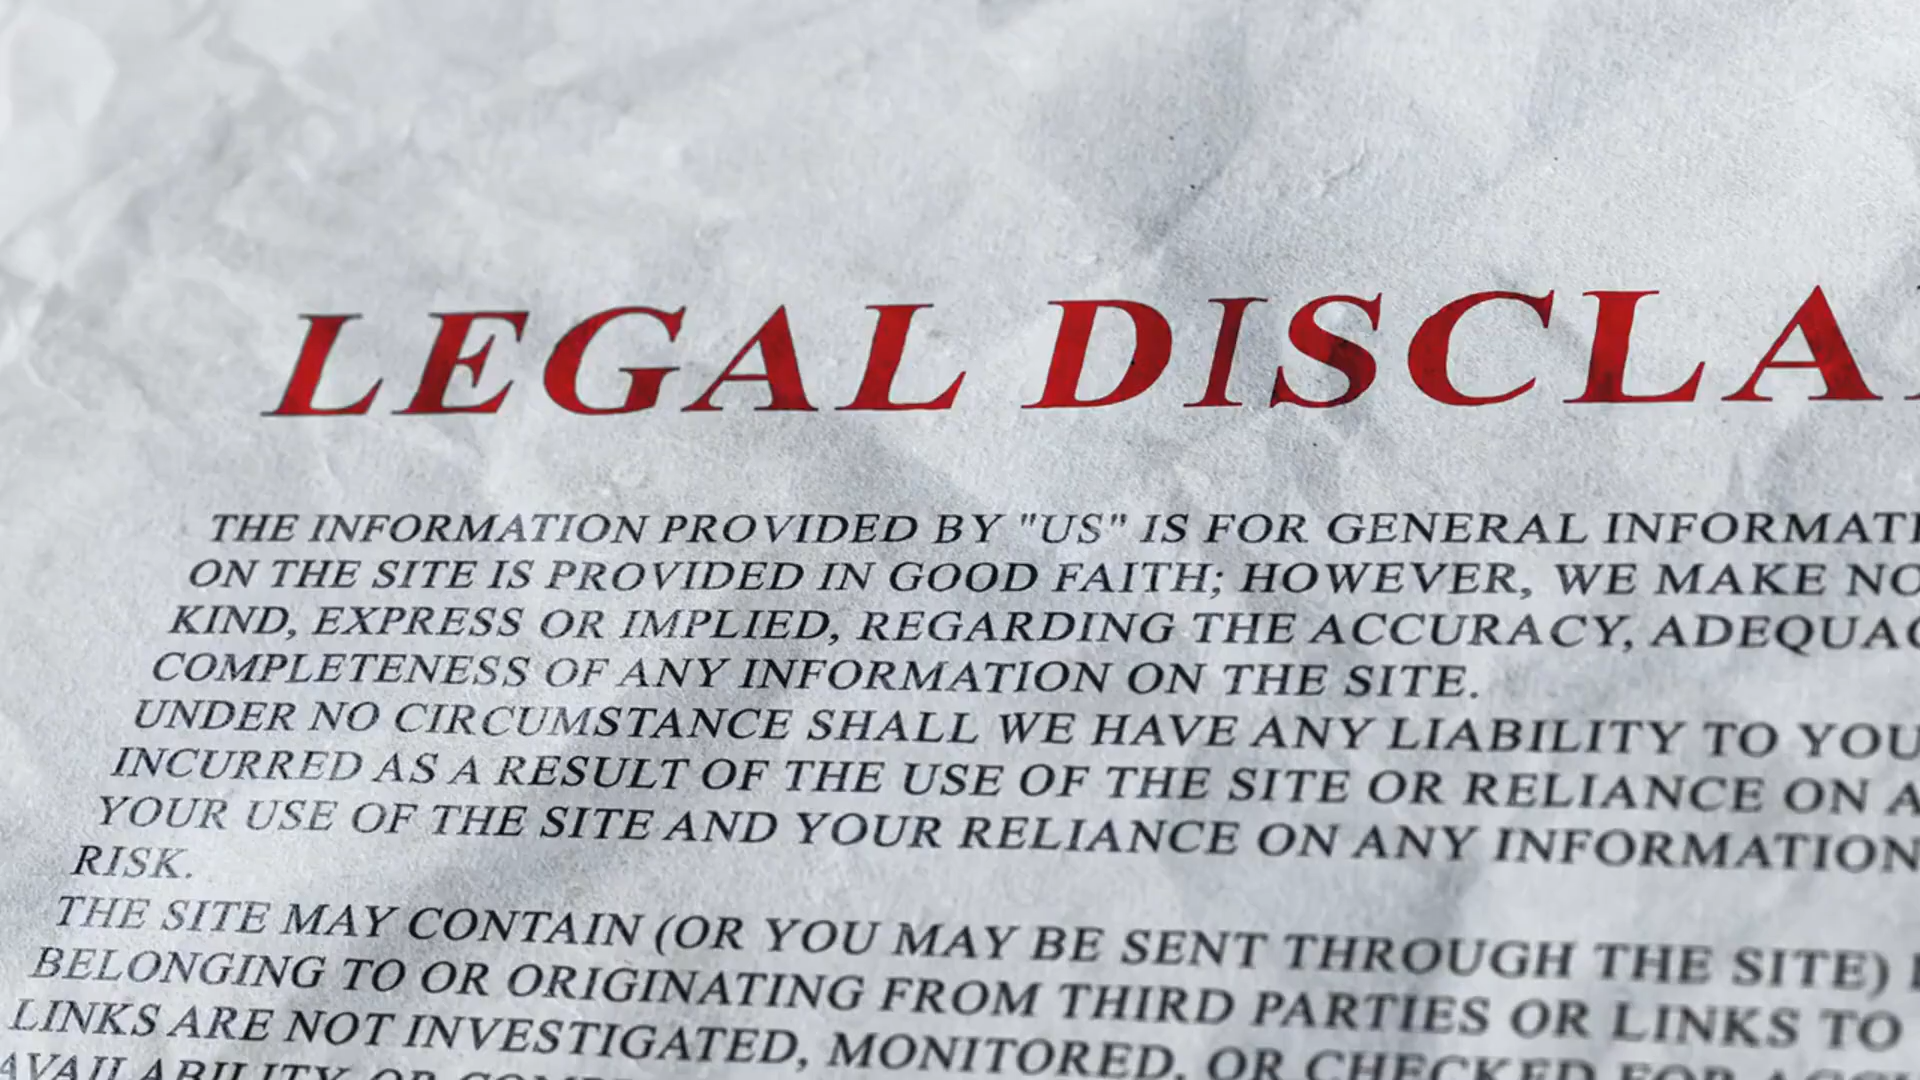 LEGAL DISCLA
THE INFORMATION PROVIDED BY "US" IS FOR GENERAL INFORMATI
ON THE SITE IS PROVIDED IN GOOD FAITH; HOWEVER, WE MAKE NO
KIND, EXPRESS OR IMPLIED, REGARDING THE ACCURACY, ADEQUAC
COMPLETENESS OF ANY INFORMATION ON THE SITE.
UNDER NO CIRCUMSTANCE SHALL WE HAVE ANY LIABILITY TO YOU
INCURRED AS A RESULT OF THE USE OF THE SITE OR RELIANCE ON A
YOUR USE OF THE SITE AND YOUR RELIANCE ON ANY INFORMATION
RISK.
THE SITE MAY CONTAIN (OR YOU MAY BE SENT THROUGH THE SITE)
BELONGING TO OR ORIGINATING FROM THIRD PARTIES OR LINKS TO
LINKS ARE NOT INVESTIGATED, MONITORED, OR CHECKED FOR
AVAILABILITY OR